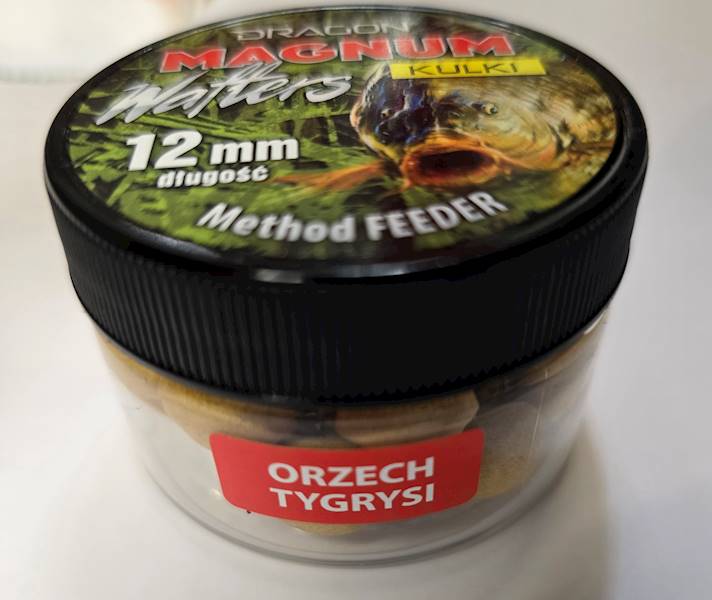 DRAGON
MAGNUM
KULKI
Wafters
12 mm
długość
Method FEEDER
ORZECH
TYGRYSI